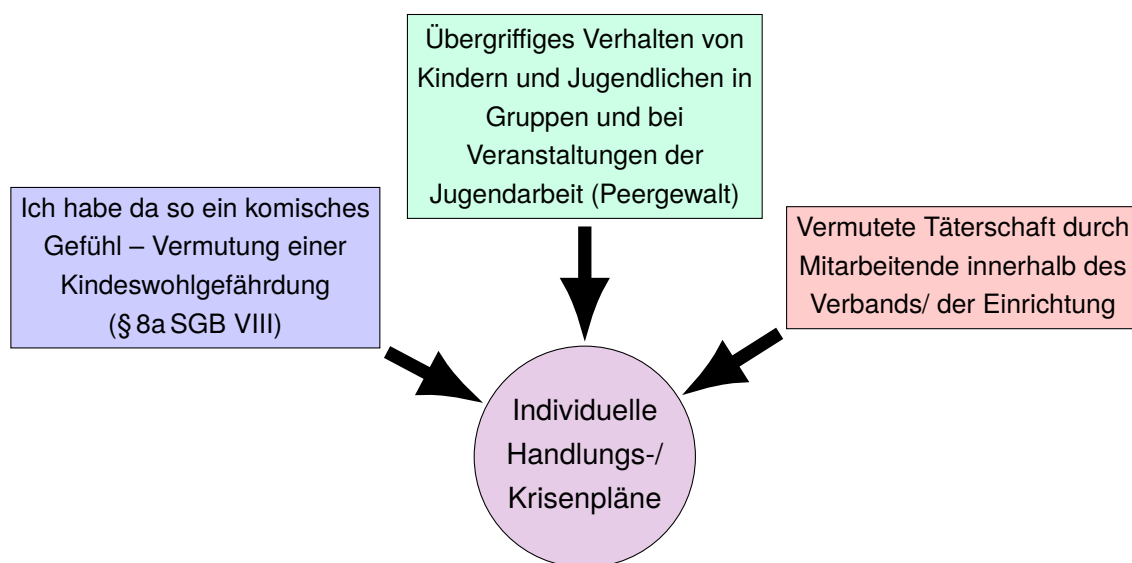 Übergriffiges Verhalten von
Kindern und Jugendlichen in
Gruppen und bei
Veranstaltungen der
Jugendarbeit (Peergewalt)
Ich habe da so ein komisches
Gefühl – Vermutung einer
Kindeswohlgefährdung
(§ 8a SGB VIII)
Vermutete Täterschaft durch
Mitarbeitende innerhalb des
Verbands/ der Einrichtung
Individuelle
Handlungs-/
Krisenpläne